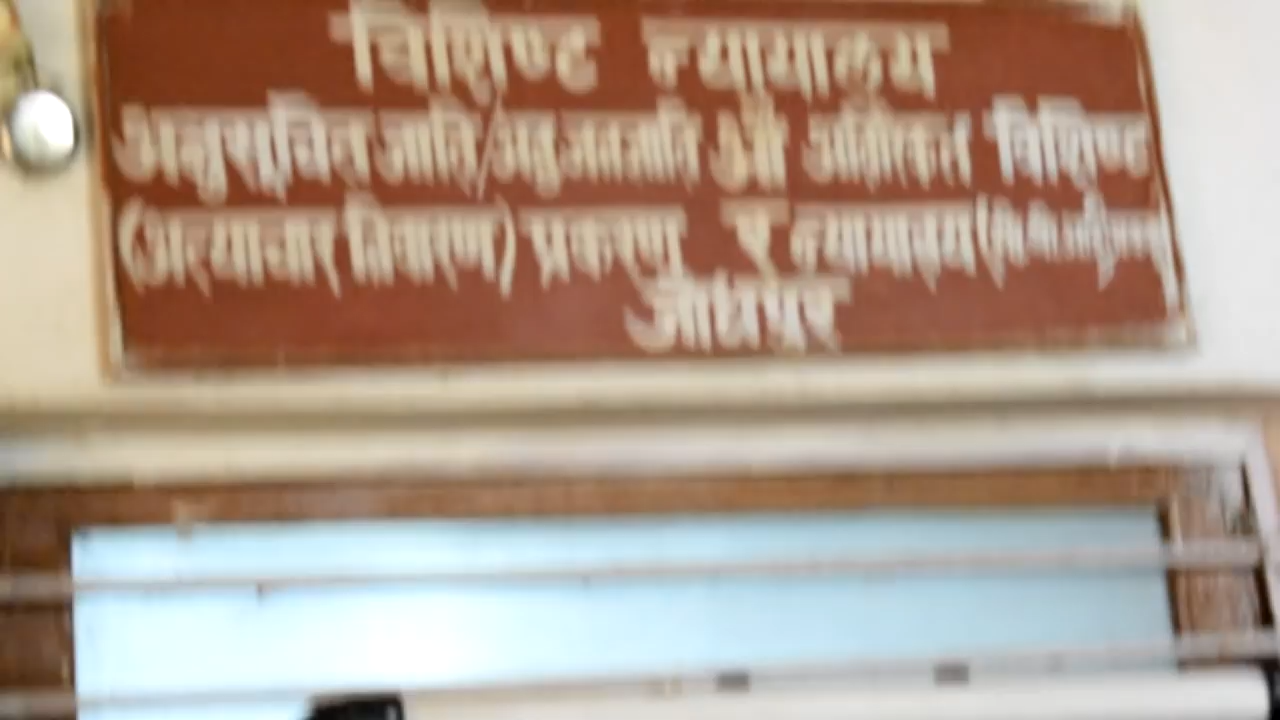 विशिष्ट न्यायालय
अनुसूचित जाति/अनुजनजाति और अतिरिक्त विशिष्ट
(अत्याचार निवारण) प्रकरण एवं न्यायालय
जोधपुर